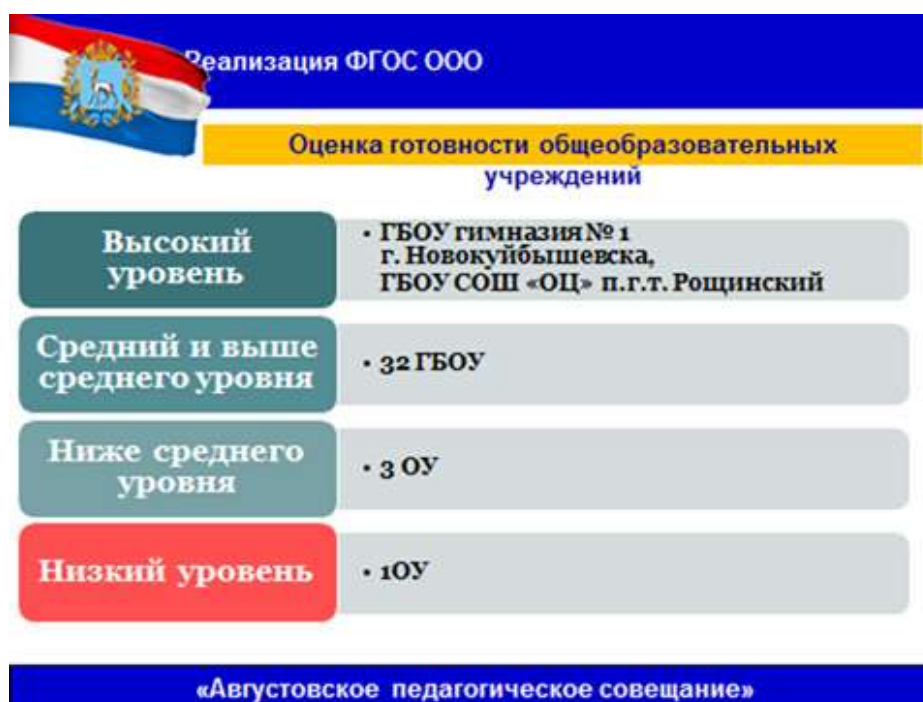 Реализация ФГОС ООО
Оценка готовности общеобразовательных
учреждений
Высокий
уровень
• ГБОУ гимназия № 1
г. Новокуйбышевска,
ГБОУ СОШ «ОЦ» п.г.т. Рощинский
Средний и выше
среднего уровня
• 32 ГБОУ
Ниже среднего
уровня
• 3 ОУ
Низкий уровень
• 1ОУ
«Августовское педагогическое совещание»